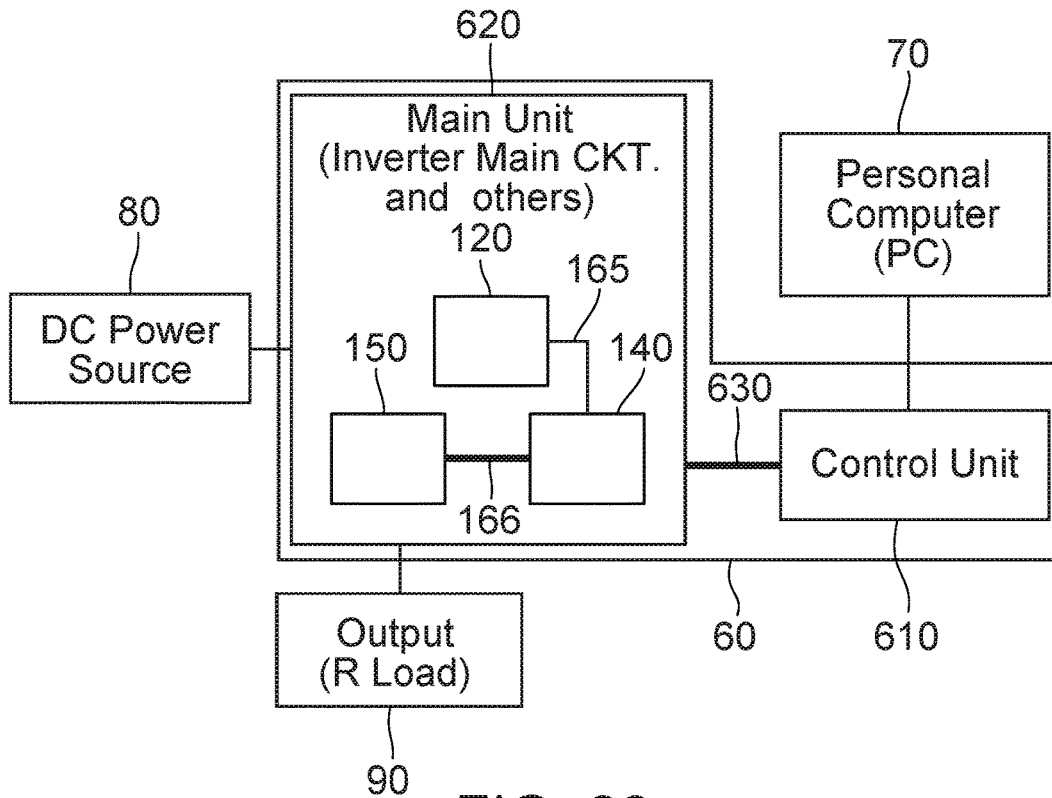 620
70
Main Unit
(Inverter Main CKT.
and others)
Personal
Computer
(PC)
80
120
165
DC Power
Source
150
140
630
Control Unit
166
Output
(R Load)
60
610
90